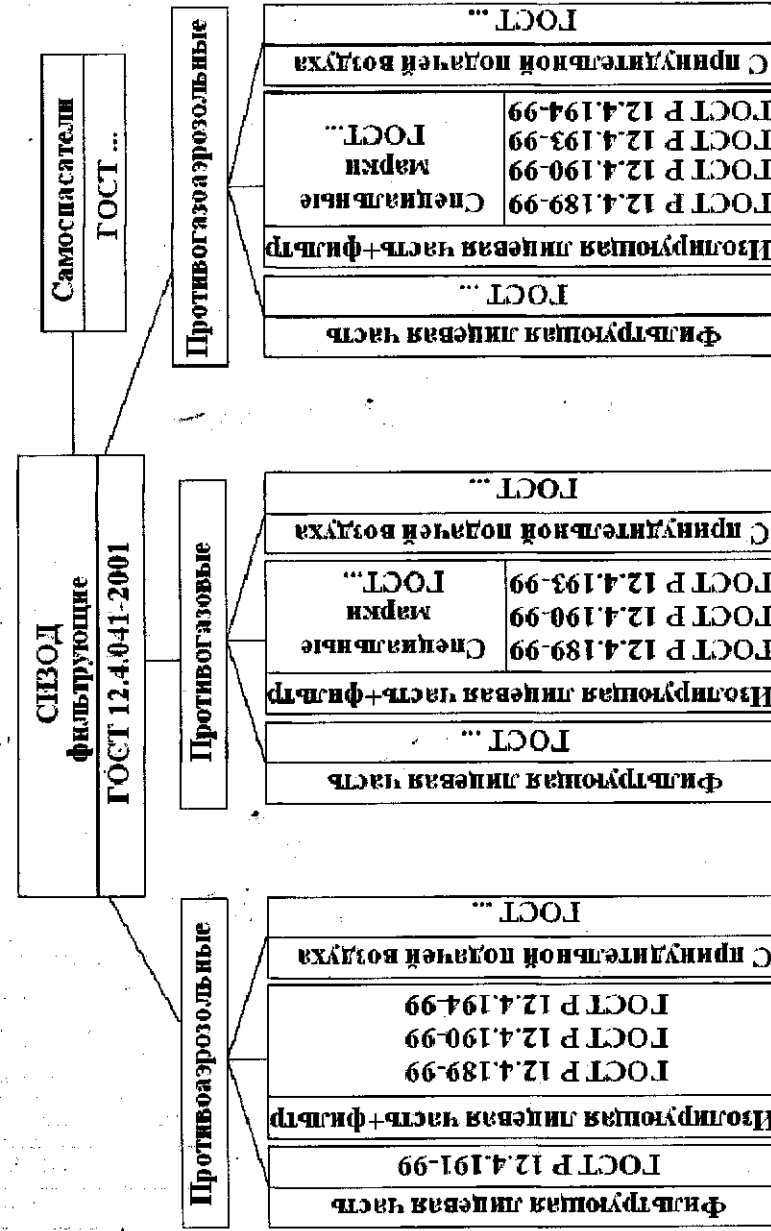 СИЗОД
фильтрующие
ГОСТ 12.4.041-2001
Самоспасатели
ГОСТ ...
Противоаэрозольные
Фильтрующая лицевая часть
ГОСТ Р 12.4.191-99
Изолирующая лицевая часть+фильтр
ГОСТ Р 12.4.189-99
ГОСТ Р 12.4.190-99
ГОСТ Р 12.4.194-99
С принудительной подачей воздуха
ГОСТ ...
Противогазовые
Фильтрующая лицевая часть
ГОСТ ...
Изолирующая лицевая часть+фильтр
ГОСТ Р 12.4.189-99
ГОСТ Р 12.4.190-99
ГОСТ Р 12.4.193-99
Специальные
марки
ГОСТ...
С принудительной подачей воздуха
ГОСТ ...
Противогазоаэрозольные
Фильтрующая лицевая часть
ГОСТ ...
Изолирующая лицевая часть+фильтр
ГОСТ Р 12.4.189-99
ГОСТ Р 12.4.190-99
ГОСТ Р 12.4.193-99
ГОСТ Р 12.4.194-99
Специальные
марки
ГОСТ...
С принудительной подачей воздуха
ГОСТ ...